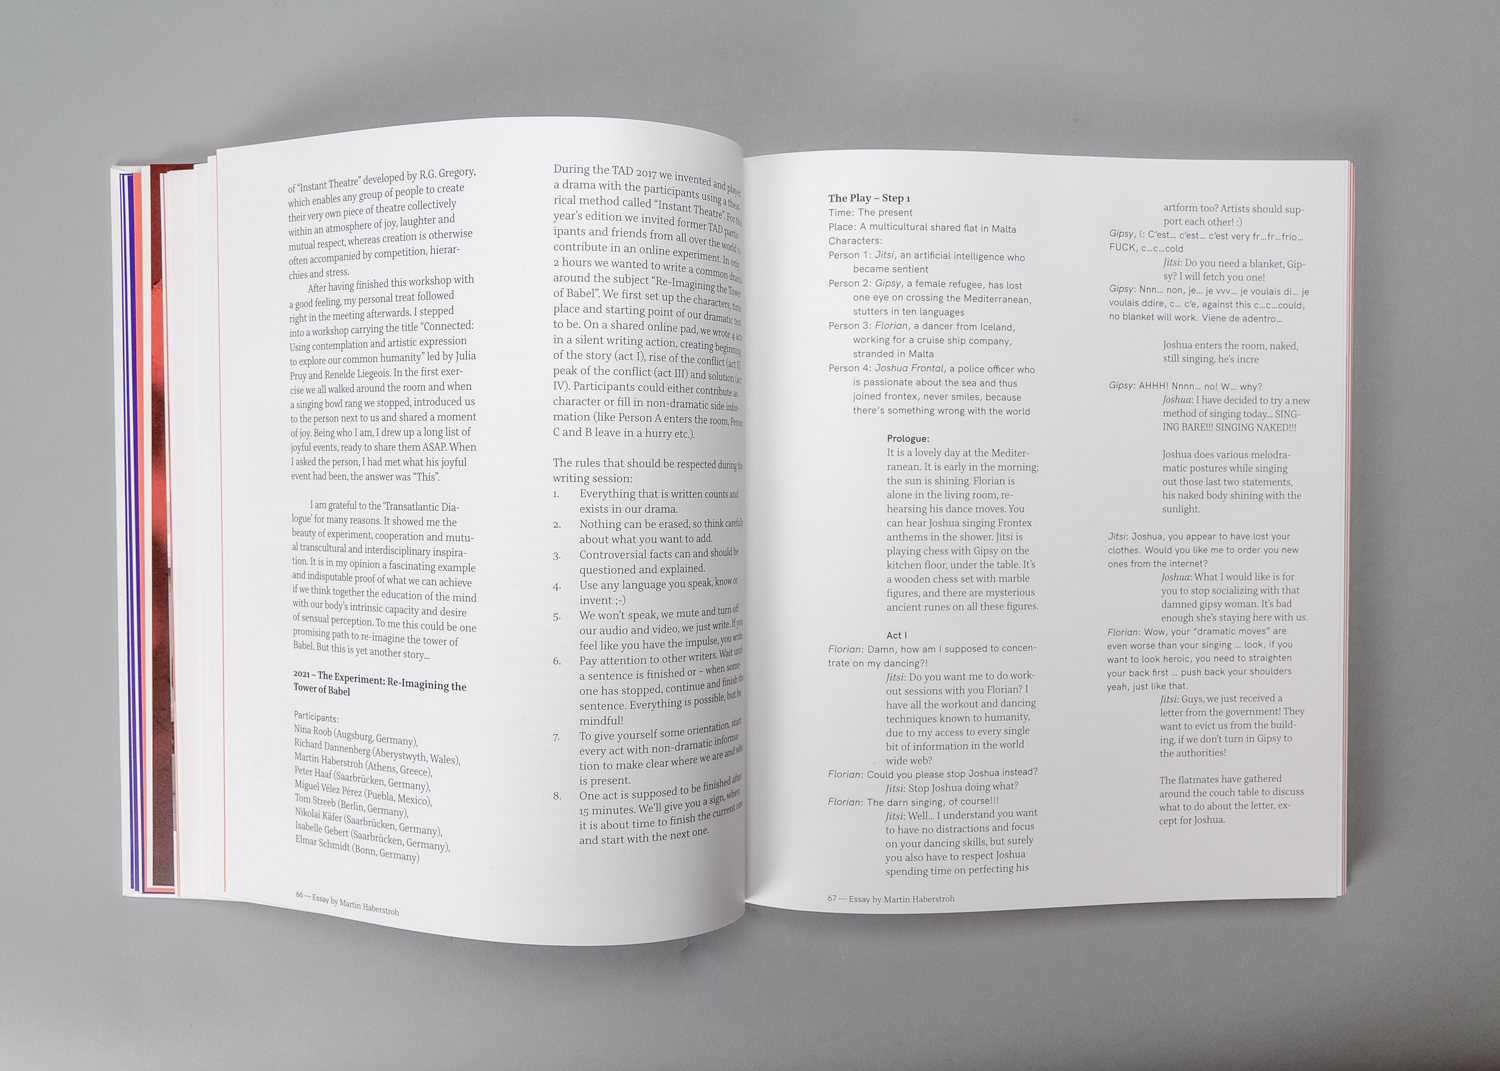 of “Instant Theatre” developed by R.G. Gregory,
which enables any group of people to create
their very own piece of theatre collectively
within an atmosphere of joy, laughter and
mutual respect, whereas creation is otherwise
often accompanied by competition, hierar-
chies and stress.
After having finished this workshop with
a good feeling, my personal treat followed
right in the meeting afterwards. I stepped
into a workshop carrying the title “Connected:
Using contemplation and artistic expression
to explore our common humanity” led by Julia
Pruy and Renelde Liegeois. In the first exer-
cise we all walked around the room and when
a singing bowl rang we stopped, introduced us
to the person next to us and shared a moment
of joy. Being who I am, I drew up a long list of
joyful events, ready to share them ASAP. When
I asked the person, I had met what his joyful
event had been, the answer was “This”.
I am grateful to the ‘Transatlantic Dia-
logue’ for many reasons. It showed me the
beauty of experiment, cooperation and mutu-
al transcultural and interdisciplinary inspira-
tion. It is in my opinion a fascinating example
and indisputable proof of what we can achieve
if we think together the education of the mind
with our body’s intrinsic capacity and desire
of sensual perception. To me this could be one
promising path to re-imagine the tower of
Babel. But this is yet another story...
2021 – The Experiment: Re-Imagining the
Tower of Babel
Participants:
Nina Roob (Augsburg, Germany),
Richard Dannenberg (Aberystwyth, Wales),
Martin Haberstroh (Athens, Greece),
Peter Haaf (Saarbrücken, Germany),
Miguel Vélez Pérez (Puebla, Mexico),
Tom Streeb (Berlin, Germany),
Nikolai Käfer (Saarbrücken, Germany),
Isabelle Gebert (Saarbrücken, Germany),
Elmar Schmidt (Bonn, Germany)
66 — Essay by Martin Haberstroh
During the TAD 2017 we invented and played
a drama with the participants using a
rical method called “Instant Theatre”. For
year’s edition we invited former TAD
ipants and friends from all over the world to
contribute in an online experiment. In only
2 hours we wanted to write a common drama
around the subject “Re-Imagining the Tower
of Babel”. We first set up the characters, time,
place and starting point of our dramatic text
to be. On a shared online pad, we wrote 4 acts
in a silent writing action, creating beginning
of the story (act I), rise of the conflict (act II),
peak of the conflict (act III) and solution (act
IV). Participants could either contribute as
character or fill in non-dramatic side infor-
mation (like Person A enters the room, Person
C and B leave in a hurry etc.).
The rules that should be respected during the
writing session:
1. Everything that is written counts and
exists in our drama.
2. Nothing can be erased, so think carefully
about what you want to add.
3. Controversial facts can and should be
questioned and explained.
4. Use any language you speak, know or
invent ;-)
5. We won’t speak, we mute and turn off
our audio and video, we just write. If you
feel like you have the impulse, you write
6. Pay attention to other writers. Wait until
a sentence is finished or – when some-
one has stopped, continue and finish the
sentence. Everything is possible, but be
mindful!
7. To give yourself some orientation, start
every act with non-dramatic informa-
tion to make clear where we are and who
is present.
8. One act is supposed to be finished after
15 minutes. We’ll give you a sign, when
it is about time to finish the current one
and start with the next one.
The Play – Step 1
Time: The present
Place: A multicultural shared flat in Malta
Characters:
Person 1: Jitsi, an artificial intelligence who
became sentient
Person 2: Gipsy, a female refugee, has lost
one eye on crossing the Mediterranean,
stutters in ten languages
Person 3: Florian, a dancer from Iceland,
working for a cruise ship company,
stranded in Malta
Person 4: Joshua Frontal, a police officer who
is passionate about the sea and thus
joined frontex, never smiles, because
there’s something wrong with the world
Prologue:
It is a lovely day at the Mediter-
ranean. It is early in the morning;
the sun is shining. Florian is
alone in the living room, re-
hearsing his dance moves. You
can hear Joshua singing Frontex
anthems in the shower. Jitsi is
playing chess with Gipsy on the
kitchen floor, under the table. It’s
a wooden chess set with marble
figures, and there are mysterious
ancient runes on all these figures.
Act I
Florian: Damn, how am I supposed to concen-
trate on my dancing?!
Jitsi: Do you want me to do work-
out sessions with you Florian? I
have all the workout and dancing
techniques known to humanity,
due to my access to every single
bit of information in the world
wide web?
Florian: Could you please stop Joshua instead?
Jitsi: Stop Joshua doing what?
Florian: The darn singing, of course!!!
Jitsi: Well... I understand you want
to have no distractions and focus
on your dancing skills, but surely
you also have to respect Joshua
spending time on perfecting his
67 — Essay by Martin Haberstroh
artform too? Artists should sup-
port each other! :)
Gipsy, (: C’est... c’est... c’est very fr...fr...frio...
FUCK, c...c...cold
Jitsi: Do you need a blanket, Gip-
sy? I will fetch you one!
Gipsy: Nnn... non, je... je vvv... je voulais di... je
voulais ddire, c... c’e, against this c...c...could,
no blanket will work. Viene de adentro...
Joshua enters the room, naked,
still singing, he’s incre
Gipsy: AHHH! Nnnn... no! W... why?
Joshua: I have decided to try a new
method of singing today... SING-
ING BARE!!! SINGING NAKED!!!
Joshua does various melodra-
matic postures while singing
out those last two statements,
his naked body shining with the
sunlight.
Jitsi: Joshua, you appear to have lost your
clothes. Would you like me to order you new
ones from the internet?
Joshua: What I would like is for
you to stop socializing with that
damned gipsy woman. It’s bad
enough she’s staying here with us.
Florian: Wow, your “dramatic moves” are
even worse than your singing ... look, if you
want to look heroic, you need to straighten
your back first ... push back your shoulders
yeah, just like that.
Jitsi: Guys, we just received a
letter from the government! They
want to evict us from the build-
ing, if we don’t turn in Gipsy to
the authorities!
The flatmates have gathered
around the couch table to discuss
what to do about the letter, ex-
cept for Joshua.